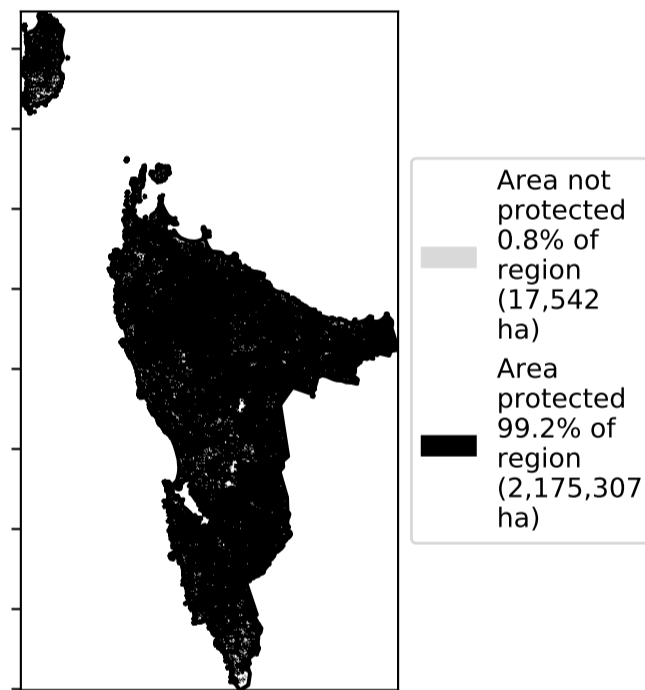 Area not
protected
0.8% of
region
(17,542
ha)
Area
protected
99.2% of
region
(2,175,307
ha)